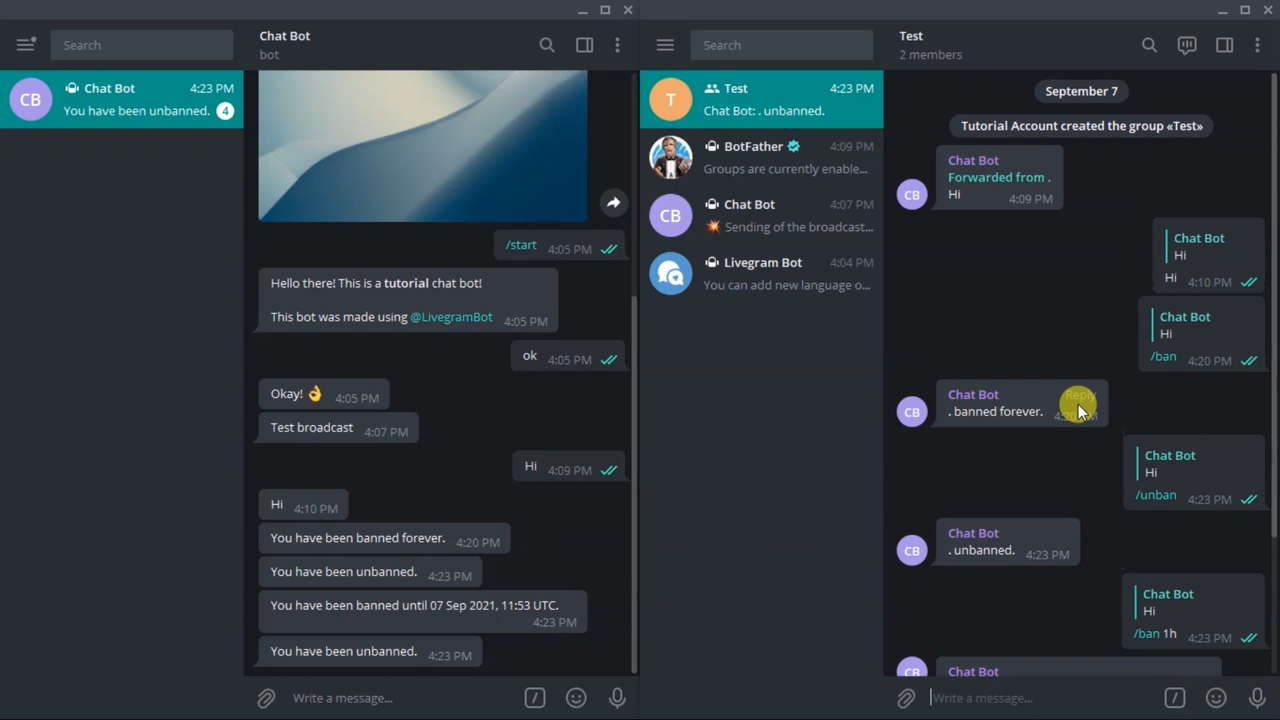 Search
Chat Bot
bot
CB
Chat Bot
4:23 PM
You have been unbanned.
4
/start 4:05 PM
Hello there! This is a tutorial chat bot!
This bot was made using @LivegramBot 4:05 PM
ok 4:05 PM
Okay! 👌 4:05 PM
Test broadcast 4:07 PM
Hi 4:09 PM
Hi 4:10 PM
You have been banned forever. 4:20 PM
You have been unbanned. 4:23 PM
You have been banned until 07 Sep 2021, 11:53 UTC.
4:23 PM
You have been unbanned. 4:23 PM
Write a message...
Search
Test
2 members
T
Test
4:23 PM
Chat Bot: . unbanned.
BotFather
4:09 PM
Groups are currently enable...
CB
Chat Bot
4:07 PM
💥 Sending of the broadcast...
Livegram Bot
4:04 PM
You can add new language o...
September 7
Tutorial Account created the group «Test»
Chat Bot
Forwarded from .
Hi 4:09 PM
CB
Chat Bot
Hi
Hi 4:10 PM
Chat Bot
Hi
/ban 4:20 PM
Chat Bot Reply
. banned forever.
CB
Chat Bot
Hi
/unban 4:23 PM
Chat Bot
. unbanned. 4:23 PM
CB
Chat Bot
Hi
/ban 1h 4:23 PM
Chat Bot
CB
Write a message...